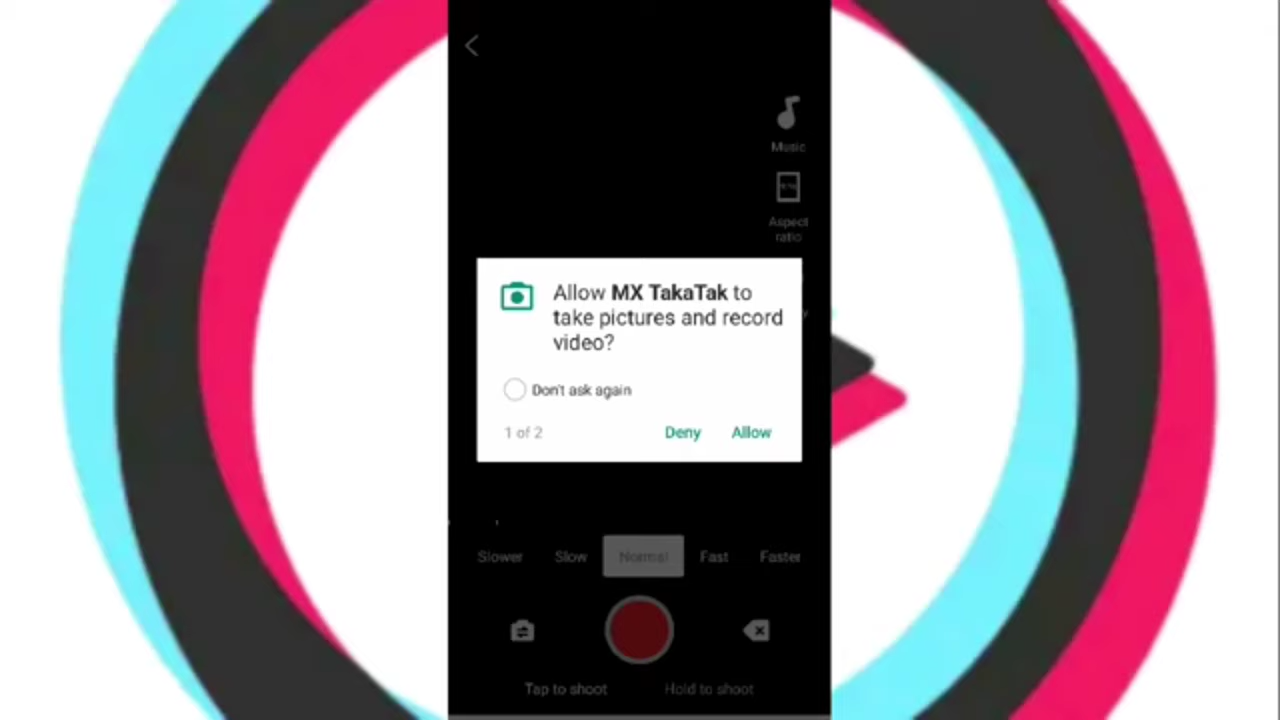 Music
Aspect
ratio
Allow MX TakaTak to
take pictures and record
video?
Don't ask again
1 of 2
Deny Allow
Slower Slow Normal Fast Faster
Tap to shoot Hold to shoot